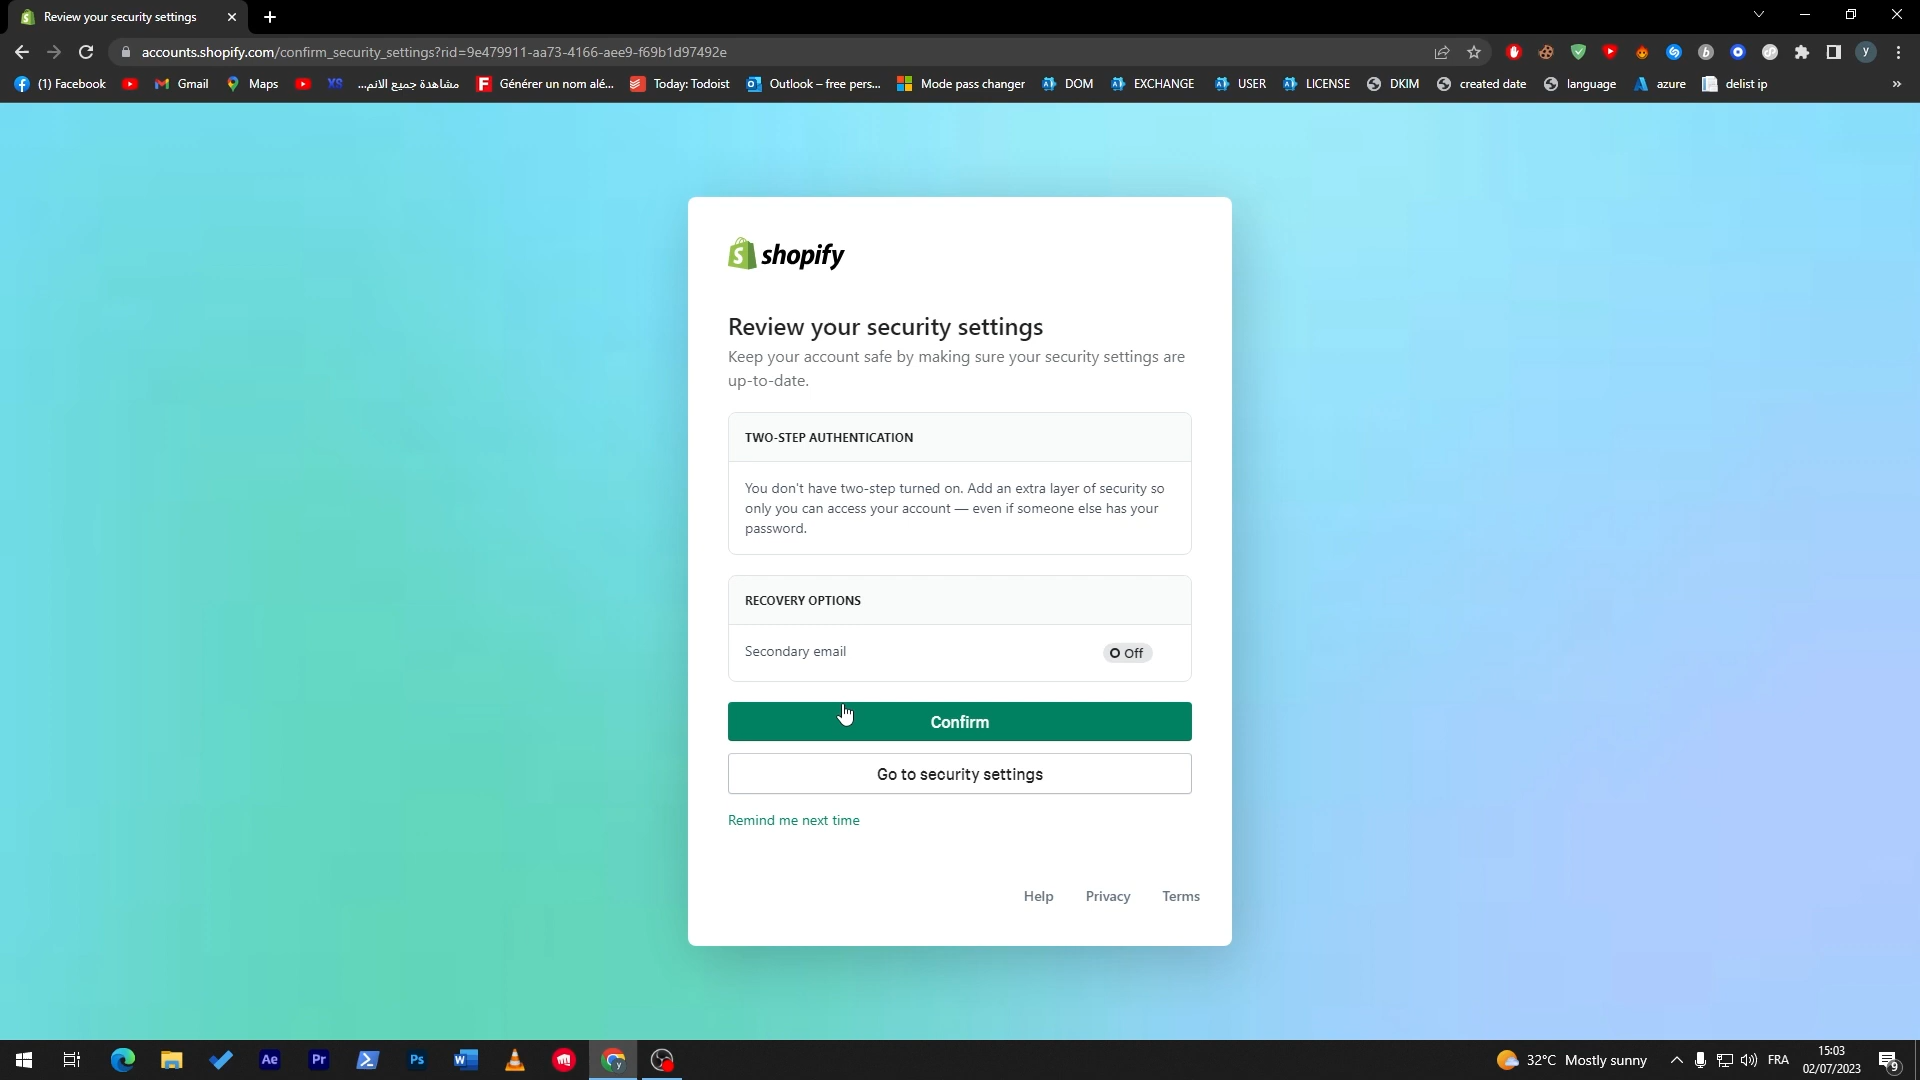 Review your security settings
accounts.shopify.com/confirm_security_settings?rid=9e479911-aa73-4166-aee9-f69b1d97492e
y
(1) Facebook
Gmail
Maps
XS
مشاهدة جميع الانم...
Générer un nom alé...
Today: Todoist
Outlook – free pers...
Mode pass changer
DOM
EXCHANGE
USER
LICENSE
DKIM
created date
language
azure
delist ip
»
shopify
Review your security settings
Keep your account safe by making sure your security settings are
up-to-date.
TWO-STEP AUTHENTICATION
You don't have two-step turned on. Add an extra layer of security so
only you can access your account — even if someone else has your
password.
RECOVERY OPTIONS
Secondary email
Off
Confirm
Go to security settings
Remind me next time
Help
Privacy
Terms
Ae
Pr
Ps
32°C Mostly sunny
FRA
15:03
02/07/2023
9